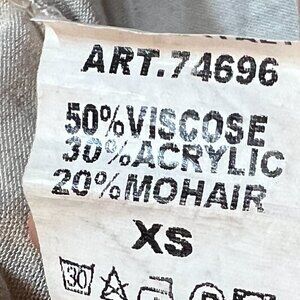 ART.74696
50%VISCOSE
30%ACRYLIC
20%MOHAIR
XS
30